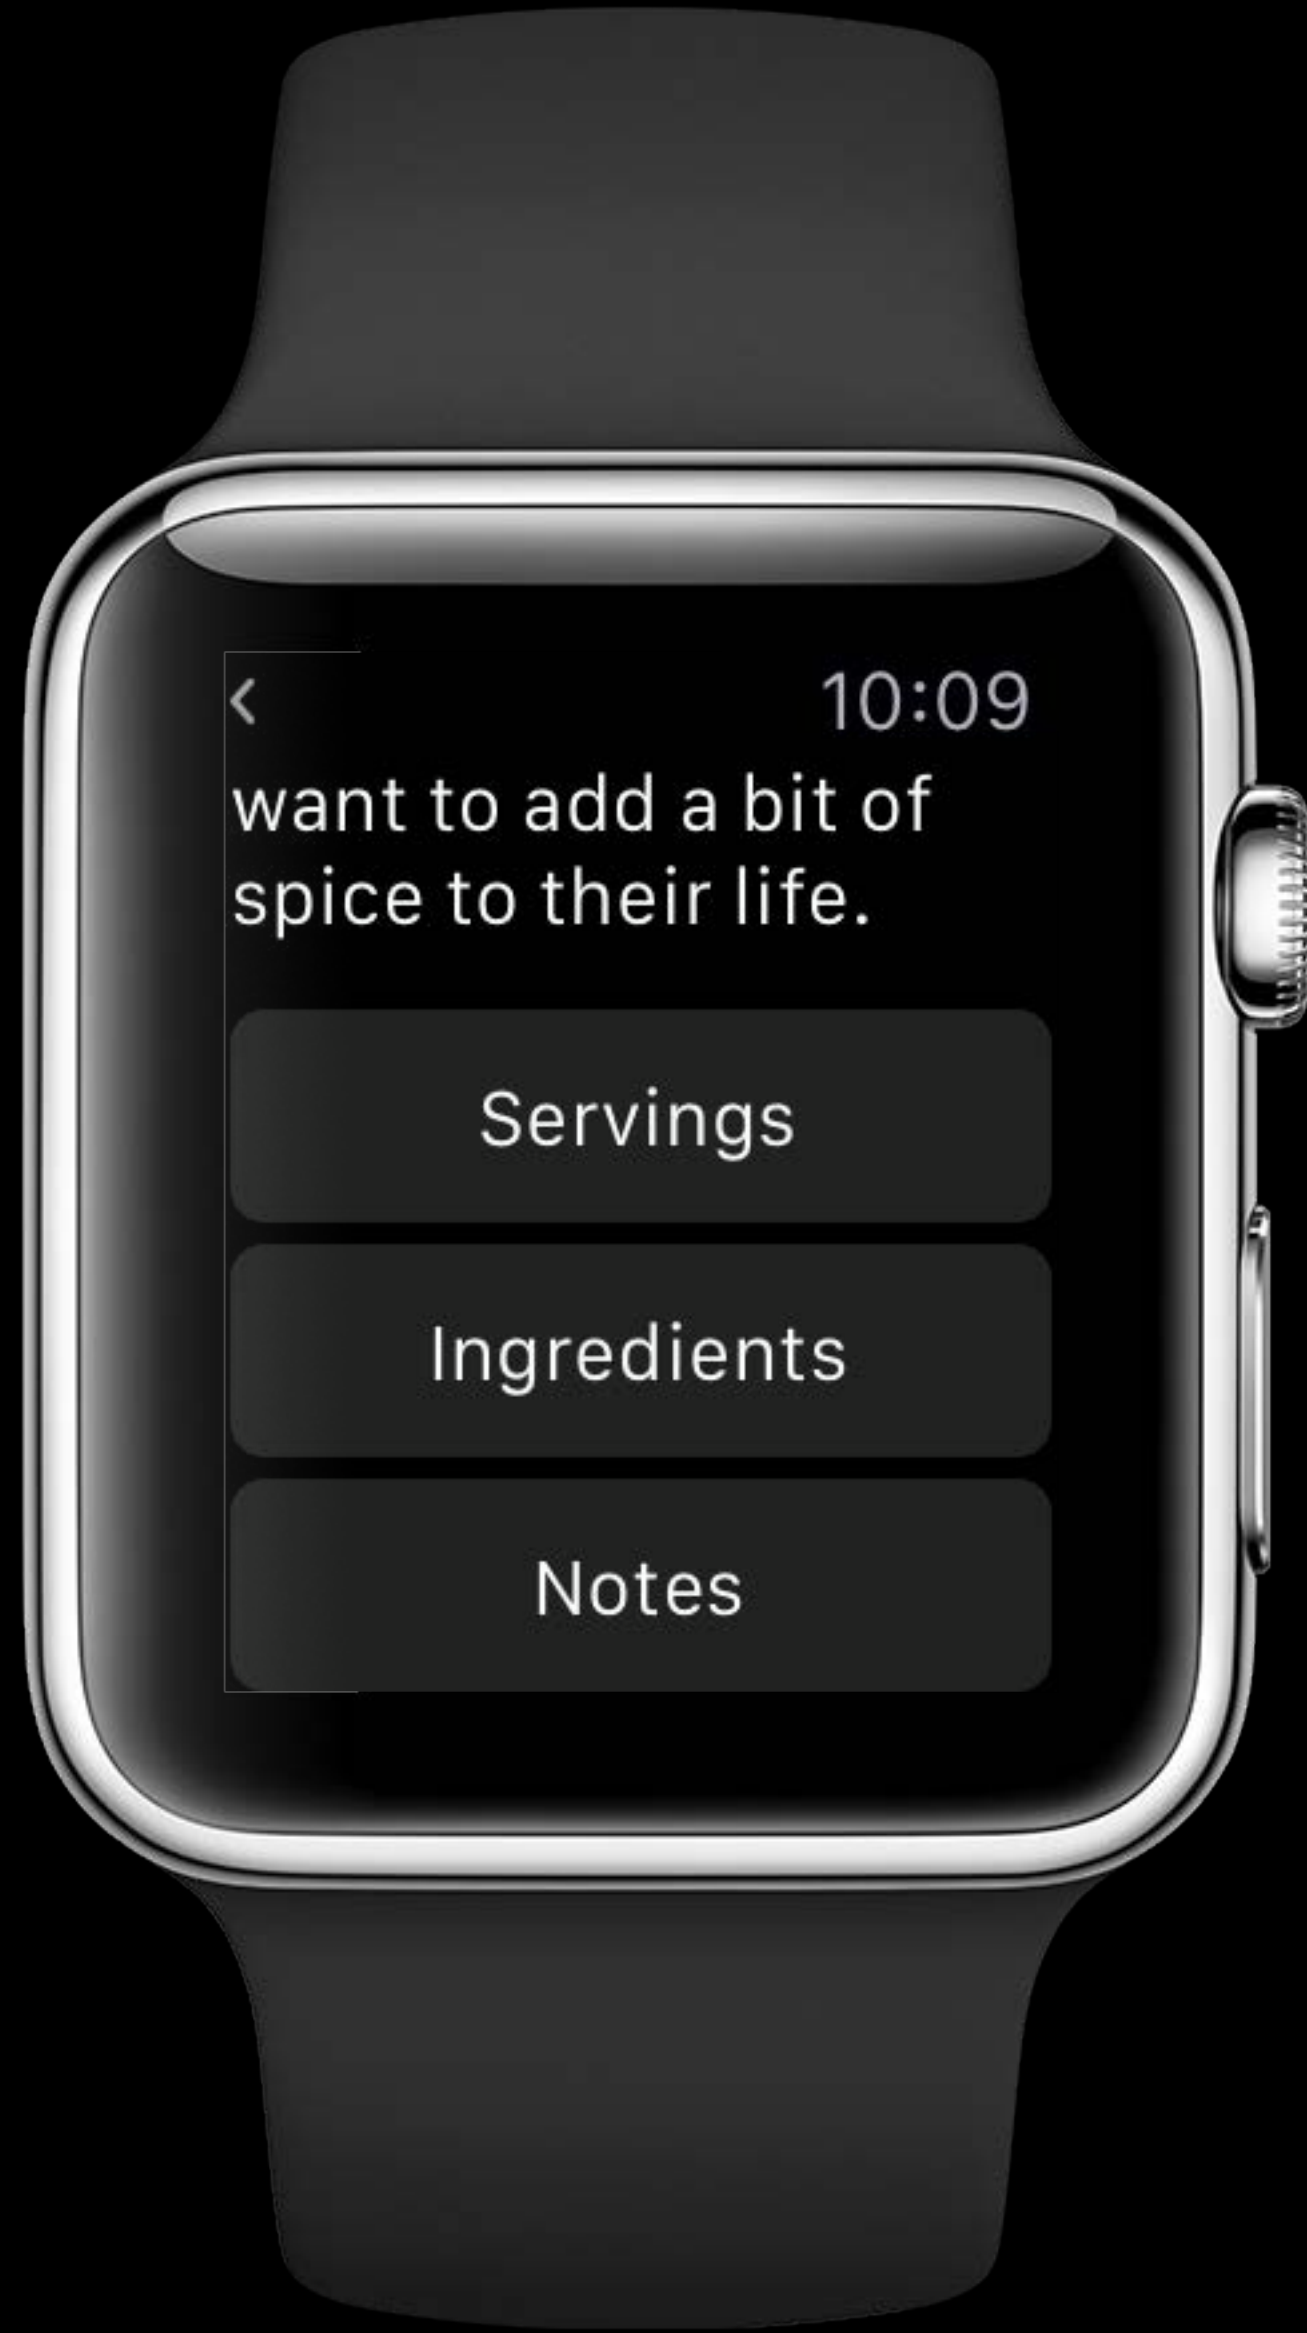 10:09
want to add a bit of
spice to their life.
Servings
Ingredients
Notes